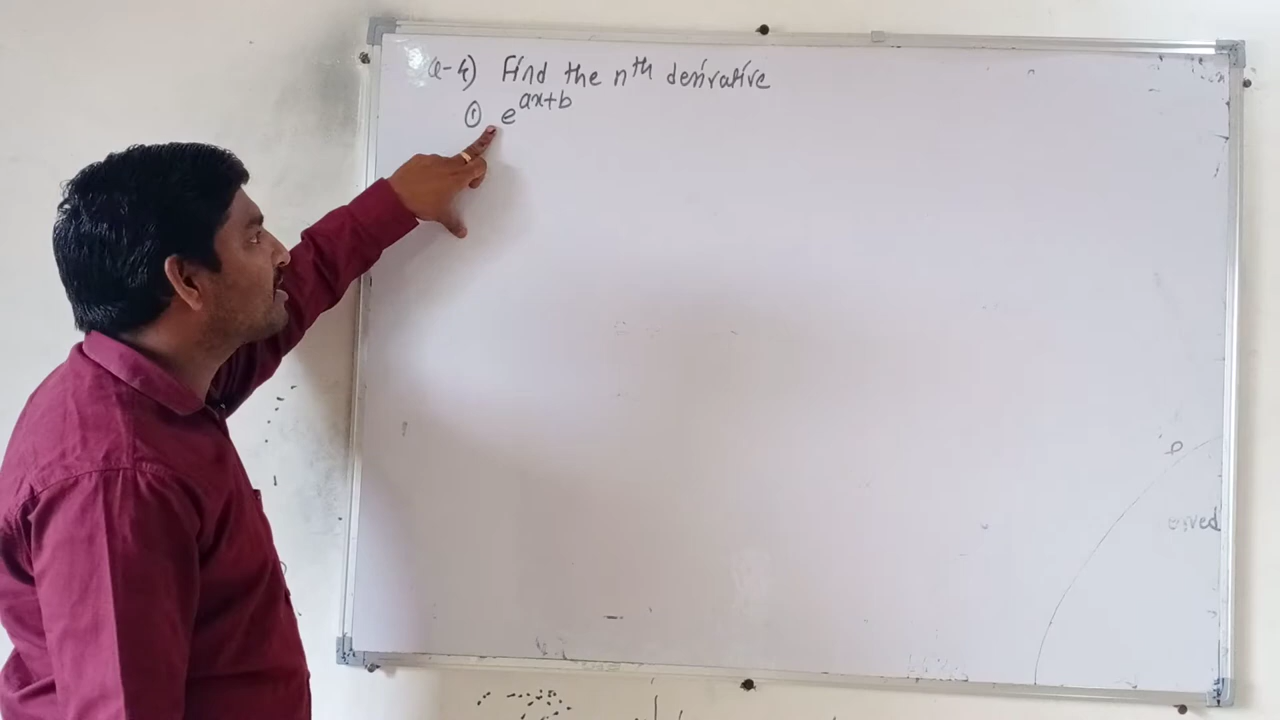 Q-4) Find the nth derivative
① e^ax+b